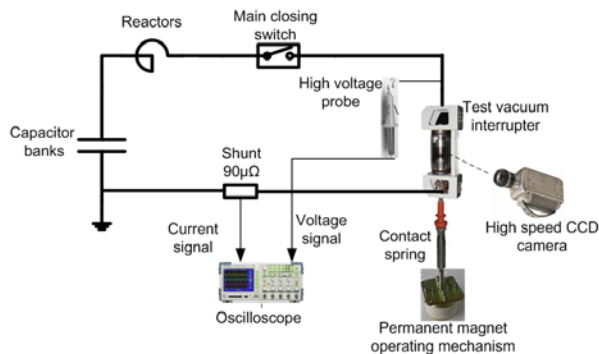 Reactors
Main closing
switch
High voltage
probe
Test vacuum
interrupter
Capacitor
banks
Shunt
90μΩ
Current
signal
Voltage
signal
Contact
spring
High speed CCD
camera
Oscilloscope
Permanent magnet
operating mechanism